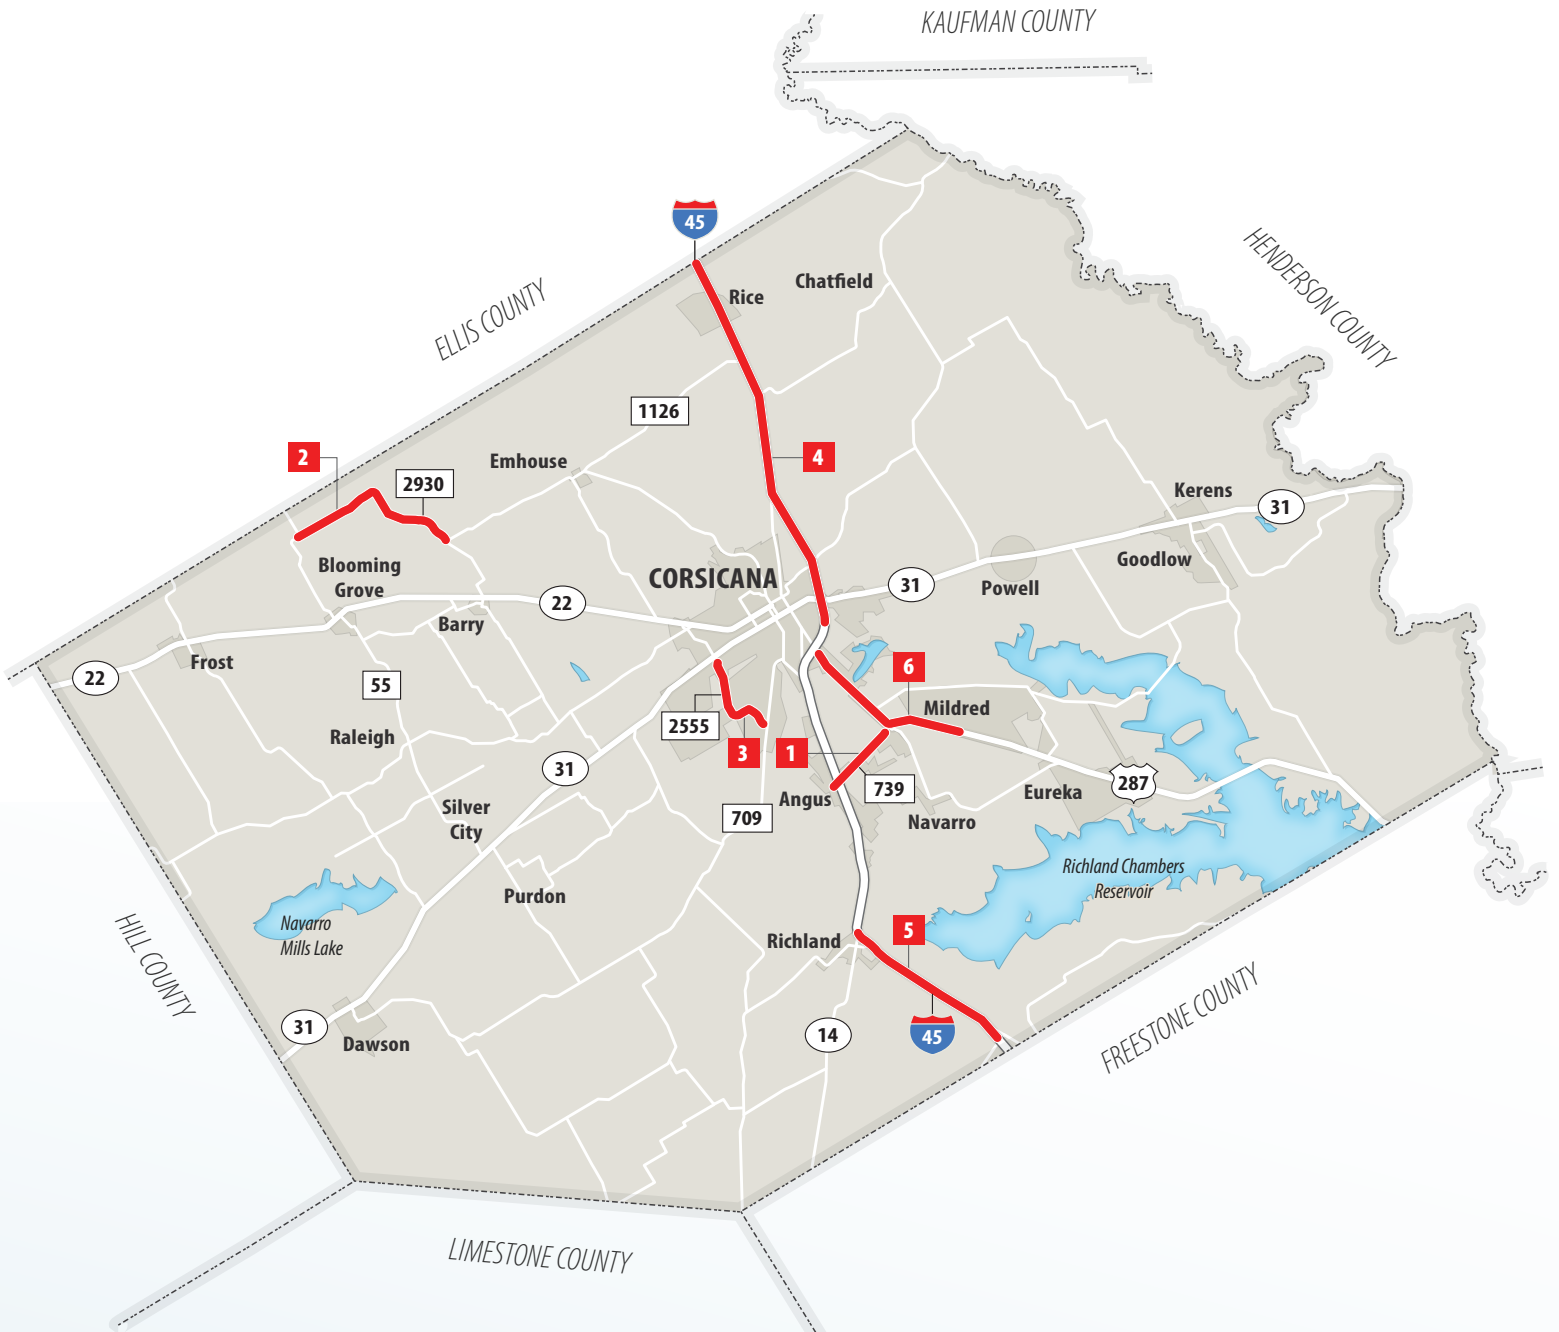 KAUFMAN COUNTY
45
HENDERSON COUNTY
ELLIS COUNTY
Chatfield
Rice
1126
2
4
Emhouse
2930
Kerens
31
Blooming
Grove
CORSICANA
Goodlow
31
Powell
22
Barry
Frost
22
55
6
Mildred
2555
Raleigh
3
1
31
739
287
Angus
Eureka
Silver
City
709
Navarro
Richland Chambers
Reservoir
Purdon
Navarro
Mills Lake
HILL COUNTY
Richland
5
31
14
45
Dawson
FREESTONE COUNTY
LIMESTONE COUNTY